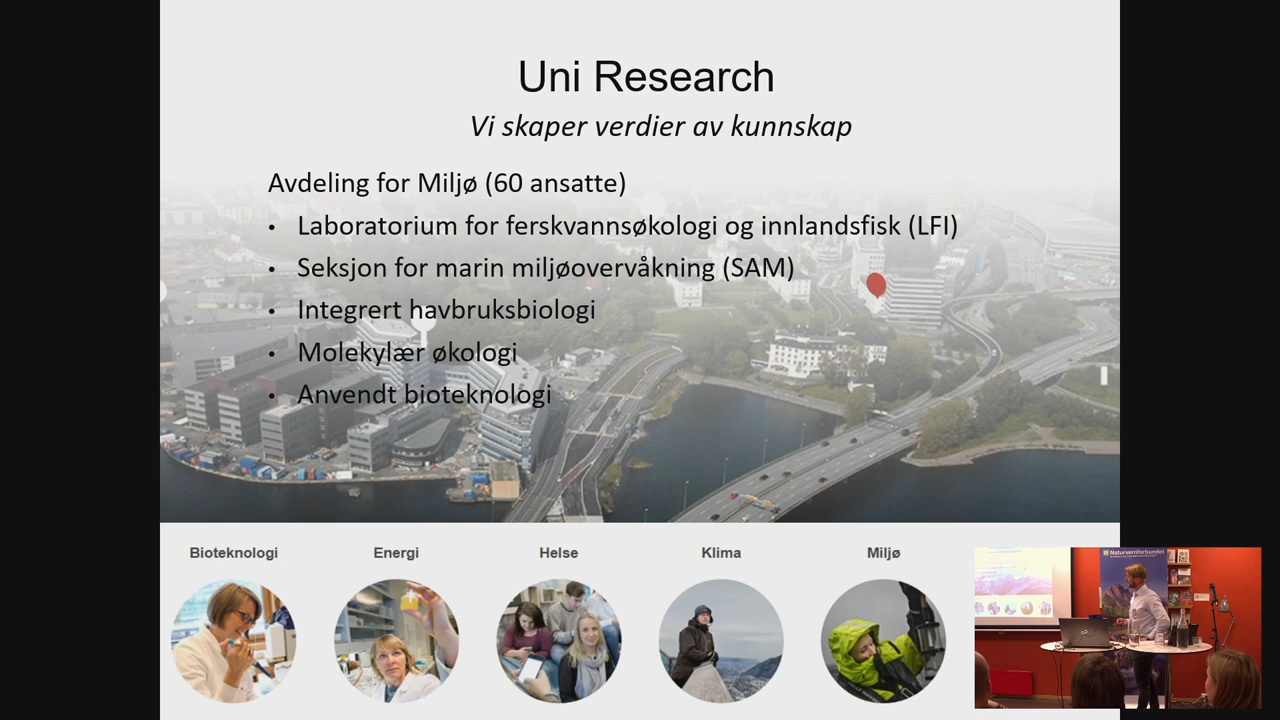 Uni Research
Vi skaper verdier av kunnskap
Avdeling for Miljø (60 ansatte)
• Laboratorium for ferskvannsøkologi og innlandsfisk (LFI)
• Seksjon for marin miljøovervåkning (SAM)
• Integrert havbruksbiologi
• Molekylær økologi
• Anvendt bioteknologi
Bioteknologi Energi Helse Klima Miljø
Naturvernforbundet